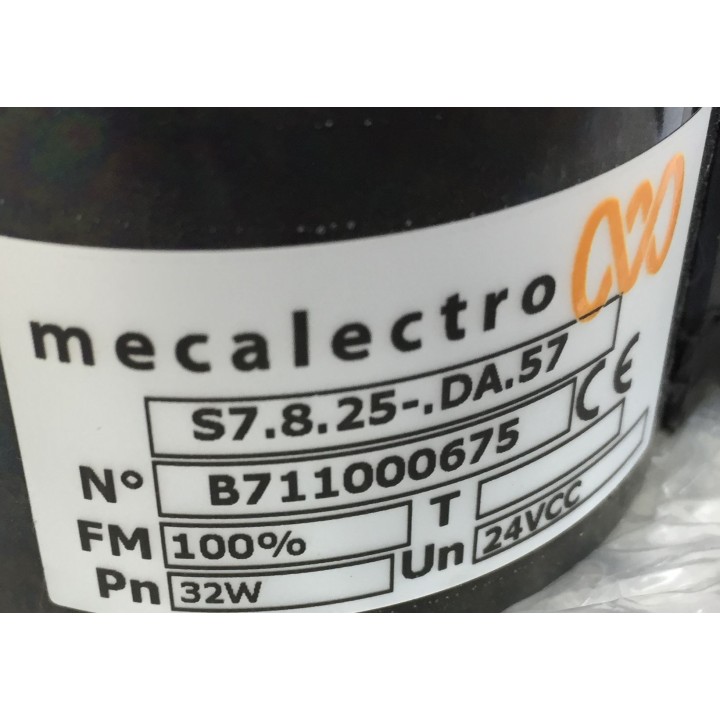 mecalectro
S7.8.25-.DA.57
CE
N° B711000675
FM 100% T
Pn 32W Un 24VCC